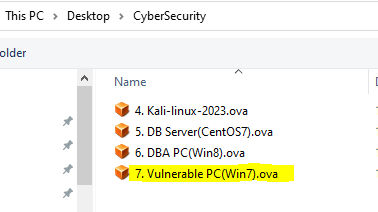 This PC > Desktop > CyberSecurity
older
Name
4. Kali-linux-2023.ova
5. DB Server(CentOS7).ova
6. DBA PC(Win8).ova
7. Vulnerable PC(Win7).ova